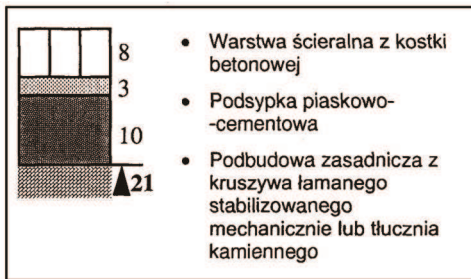 8
3
10
21
• Warstwa ścieralna z kostki
betonowej
• Podsypka piaskowo-
-cementowa
• Podbudowa zasadnicza z
kruszywa łamanego
stabilizowanego
mechanicznie lub tłucznia
kamiennego